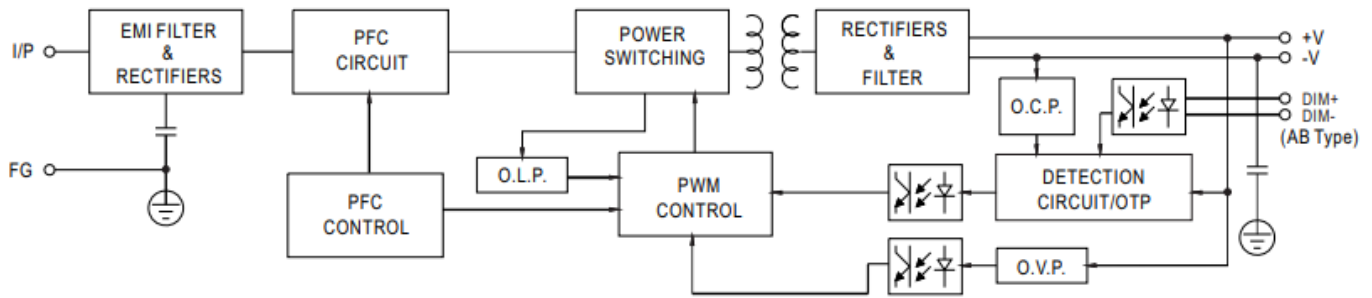 I/P
EMI FILTER
&
RECTIFIERS
PFC
CIRCUIT
POWER
SWITCHING
RECTIFIERS
&
FILTER
+V
-V
O.C.P.
DIM+
DIM-
(AB Type)
FG
O.L.P.
PFC
CONTROL
PWM
CONTROL
DETECTION
CIRCUIT/OTP
O.V.P.